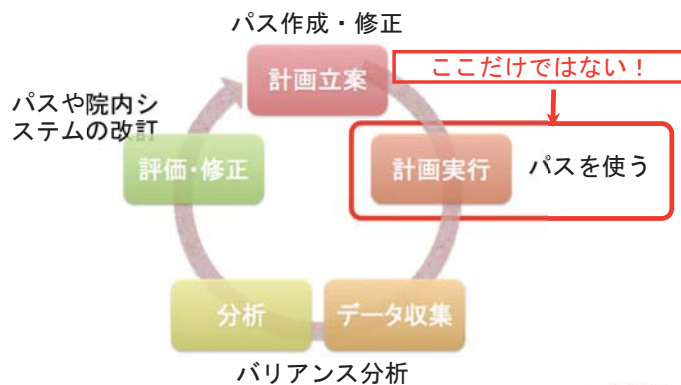 パス作成・修正
計画立案
ここだけではない！
パスや院内シ
ステムの改訂
評価・修正
計画実行
パスを使う
分析
データ収集
バリアンス分析